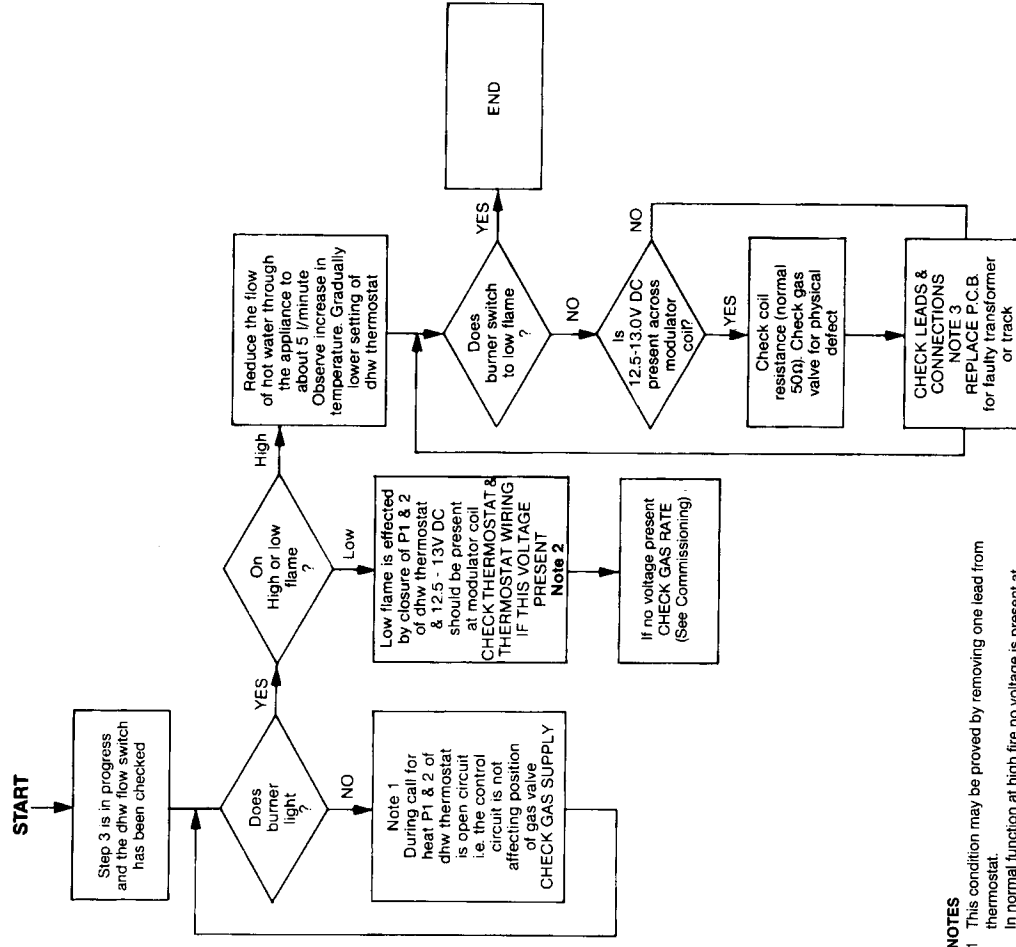 START
Step 3 is in progress
and the dhw flow switch
has been checked
Does
burner
light
?
YES
NO
Note 1
During call for
heat P1 & 2 of
dhw thermostat
is open circuit
i.e. the control
circuit is not
affecting position
of gas valve
CHECK GAS SUPPLY
On
High or low
flame
?
High
Low
Low flame is effected
by closure of P1 & 2
of dhw thermostat
& 12.5 - 13V DC
should be present
at modulator coil
CHECK THERMOSTAT &
THERMOSTAT WIRING
IF THIS VOLTAGE
PRESENT
Note 2
If no voltage present
CHECK GAS RATE
(See Commissioning)
Reduce the flow
of hot water through
the appliance to
about 5 l/minute
Observe increase in
temperature. Gradually
lower setting of
dhw thermostat
Does
burner switch
to low flame
?
YES
NO
END
Is
12.5-13.0V DC
present across
modulator
coil?
NO
YES
Check coil
resistance (normal
50Ω). Check gas
valve for physical
defect
CHECK LEADS &
CONNECTIONS
NOTE 3
REPLACE P.C.B.
for faulty transformer
or track
NOTES
1 This condition may be proved by removing one lead from
thermostat.
In normal function at high fire no voltage is present at